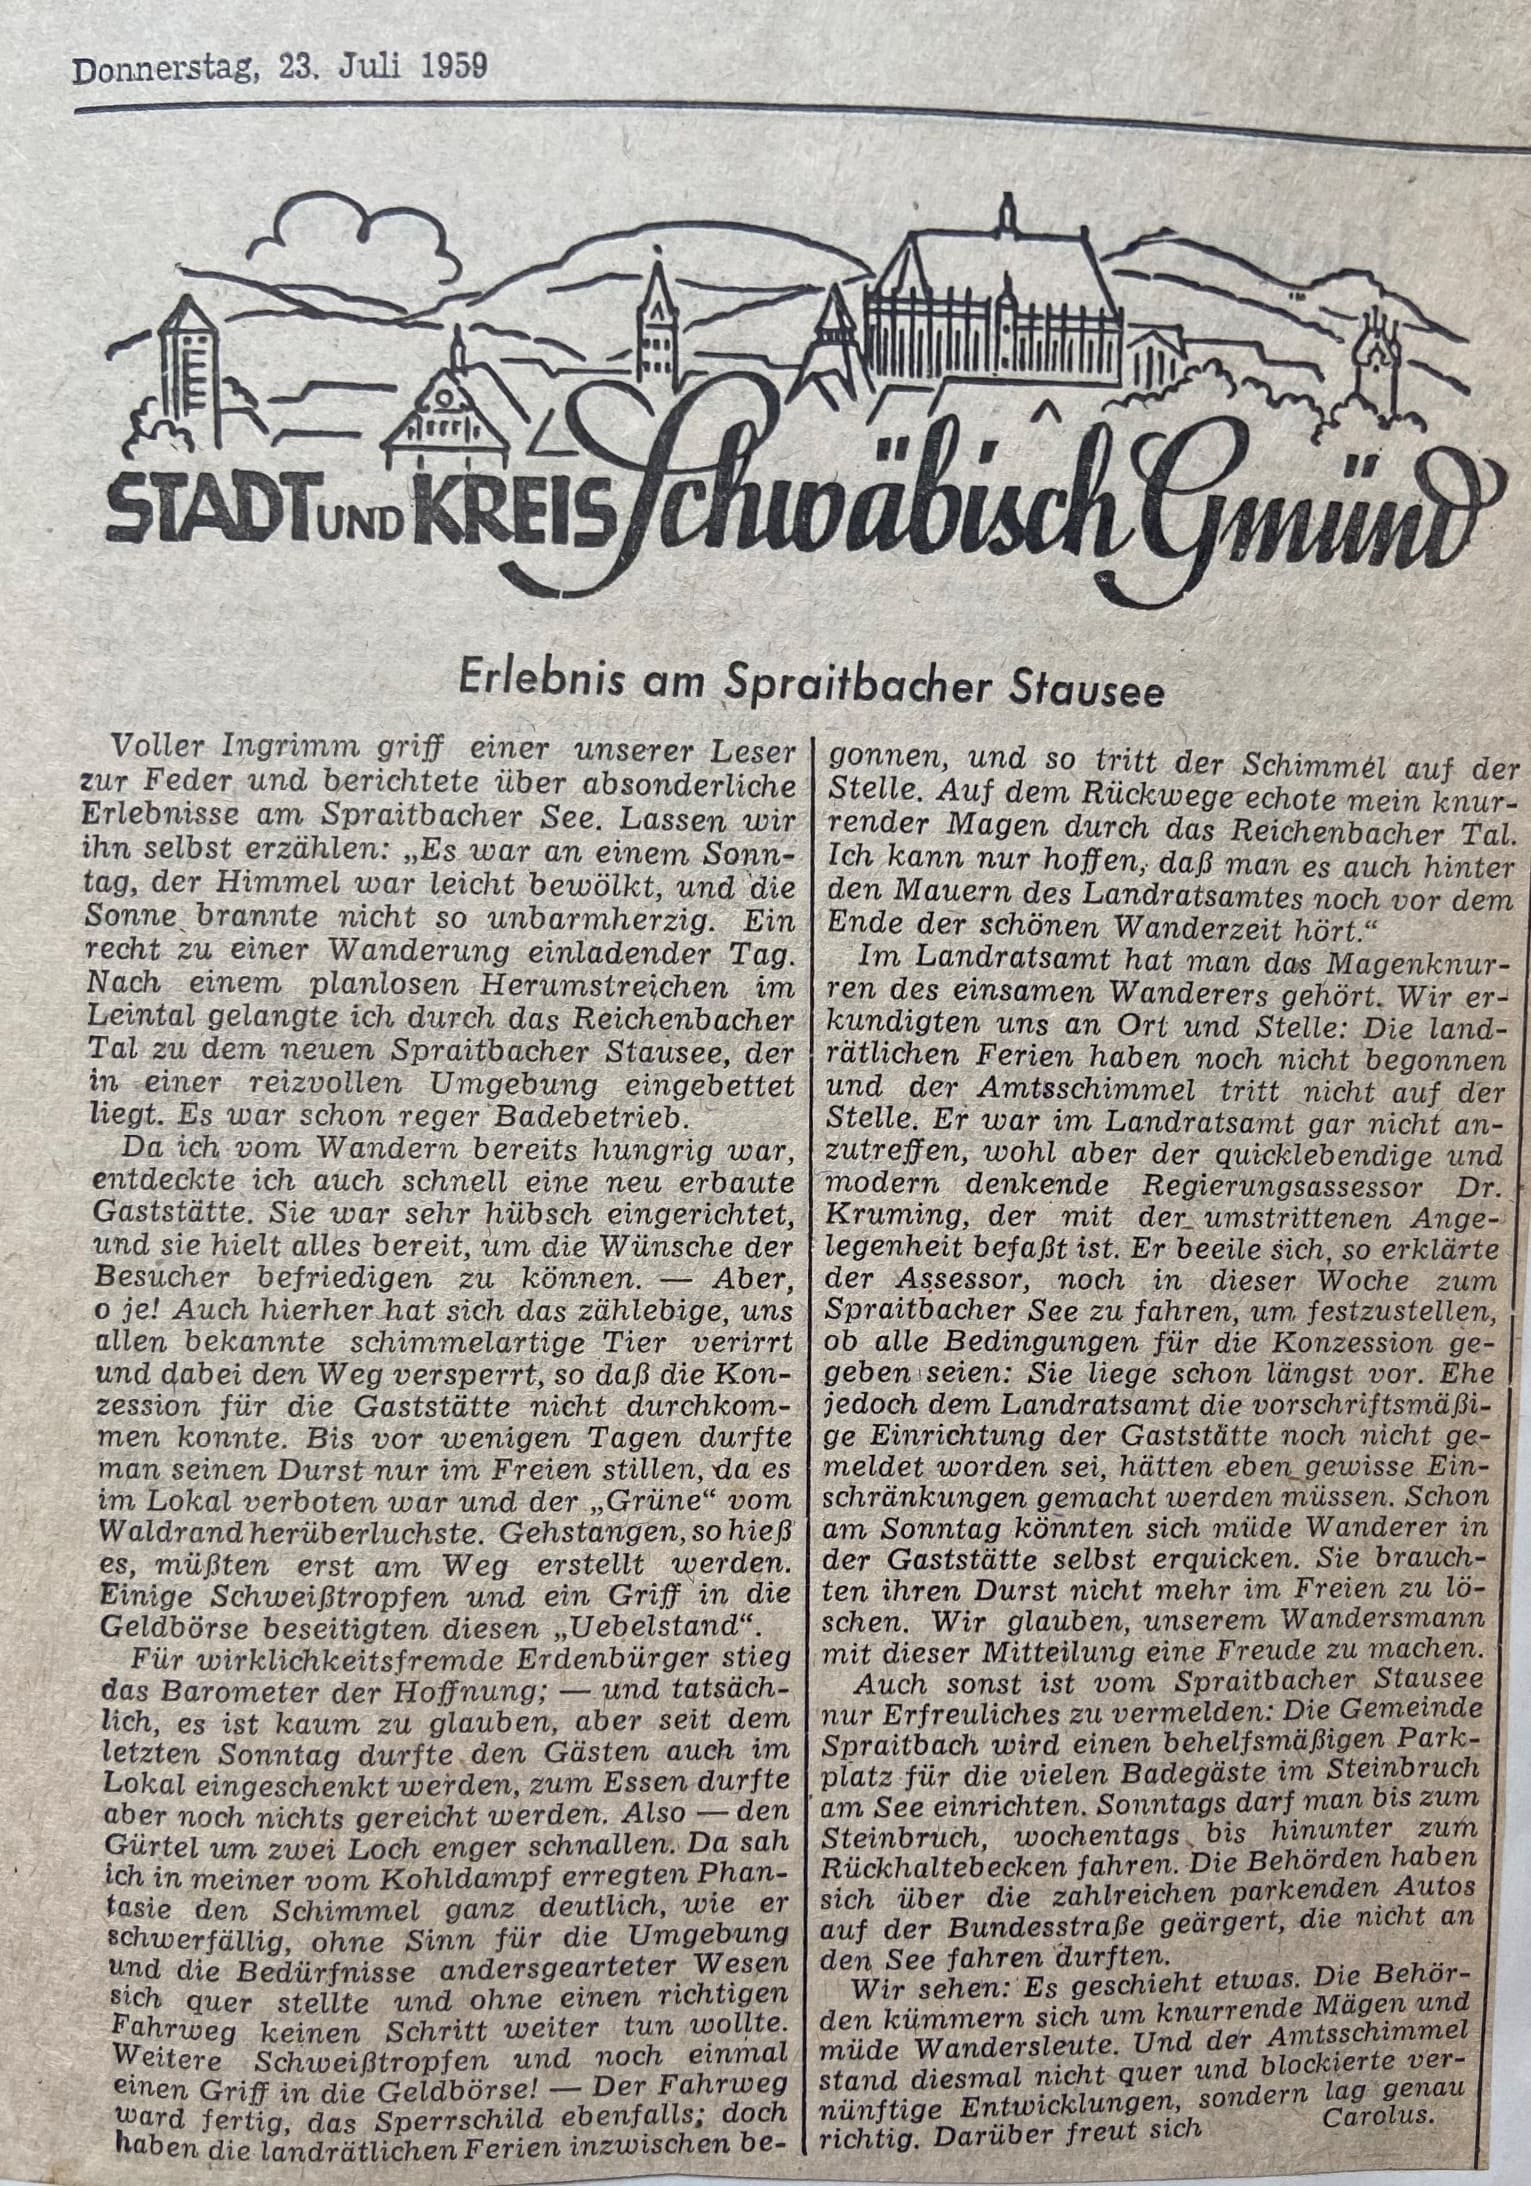 Donnerstag, 23. Juli 1959
STADT UND KREIS Schwäbisch Gmünd
Erlebnis am Spraitbacher Stausee
Voller Ingrimm griff einer unserer Leser
zur Feder und berichtete über absonderliche
Erlebnisse am Spraitbacher See. Lassen wir
ihn selbst erzählen: „Es war an einem Sonn-
tag, der Himmel war leicht bewölkt, und die
Sonne brannte nicht so unbarmherzig. Ein
recht zu einer Wanderung einladender Tag.
Nach einem planlosen Herumstreichen im
Leintal gelangte ich durch das Reichenbacher
Tal zu dem neuen Spraitbacher Stausee, der
in einer reizvollen Umgebung eingebettet
liegt. Es war schon reger Badebetrieb.
Da ich vom Wandern bereits hungrig war,
entdeckte ich auch schnell eine neu erbaute
Gaststätte. Sie war sehr hübsch eingerichtet,
und sie hielt alles bereit, um die Wünsche der
Besucher befriedigen zu können. — Aber,
o je! Auch hierher hat sich das zählebige, uns
allen bekannte schimmelartige Tier verirrt
und dabei den Weg versperrt, so daß die Kon-
zession für die Gaststätte nicht durchkom-
men konnte. Bis vor wenigen Tagen durfte
man seinen Durst nur im Freien stillen, da es
im Lokal verboten war und der „Grüne“ vom
Waldrand herüberluchste. Gehstangen, so hieß
es, müßten erst am Weg erstellt werden.
Einige Schweißtropfen und ein Griff in die
Geldbörse beseitigten diesen „Uebelstand“.
Für wirklichkeitsfremde Erdenbürger stieg
das Barometer der Hoffnung; — und tatsäch-
lich, es ist kaum zu glauben, aber seit dem
letzten Sonntag durfte den Gästen auch im
Lokal eingeschenkt werden, zum Essen durfte
aber noch nichts gereicht werden. Also — den
Gürtel um zwei Loch enger schnallen. Da sah
ich in meiner vom Kohldampf erregten Phan-
tasie den Schimmel ganz deutlich, wie er
schwerfällig, ohne Sinn für die Umgebung
und die Bedürfnisse andersgearteter Wesen
sich quer stellte und ohne einen richtigen
Fahrweg keinen Schritt weiter tun wollte.
Weitere Schweißtropfen und noch einmal
einen Griff in die Geldbörse! — Der Fahrweg
ward fertig, das Sperrschild ebenfalls; doch
haben die landrätlichen Ferien inzwischen be-
gonnen, und so tritt der Schimmel auf der
Stelle. Auf dem Rückwege echote mein knur-
render Magen durch das Reichenbacher Tal.
Ich kann nur hoffen, daß man es auch hinter
den Mauern des Landratsamtes noch vor dem
Ende der schönen Wanderzeit hört.“
Im Landratsamt hat man das Magenknur-
ren des einsamen Wanderers gehört. Wir er-
kundigten uns an Ort und Stelle: Die land-
rätlichen Ferien haben noch nicht begonnen
und der Amtsschimmel tritt nicht auf der
Stelle. Er war im Landratsamt gar nicht an-
zutreffen, wohl aber der quicklebendige und
modern denkende Regierungsassessor Dr.
Kruming, der mit der umstrittenen Ange-
legenheit befaßt ist. Er beeile sich, so erklärte
der Assessor, noch in dieser Woche zum
Spraitbacher See zu fahren, um festzustellen,
ob alle Bedingungen für die Konzession ge-
geben seien: Sie liege schon längst vor. Ehe
jedoch dem Landratsamt die vorschriftsmäßi-
ge Einrichtung der Gaststätte noch nicht ge-
meldet worden sei, hätten eben gewisse Ein-
schränkungen gemacht werden müssen. Schon
am Sonntag könnten sich müde Wanderer in
der Gaststätte selbst erquicken. Sie brauch-
ten ihren Durst nicht mehr im Freien zu lö-
schen. Wir glauben, unserem Wandersmann
mit dieser Mitteilung eine Freude zu machen.
Auch sonst ist vom Spraitbacher Stausee
nur Erfreuliches zu vermelden: Die Gemeinde
Spraitbach wird einen behelfsmäßigen Park-
platz für die vielen Badegäste im Steinbruch
am See einrichten. Sonntags darf man bis zum
Steinbruch, wochentags bis hinunter zum
Rückhaltebecken fahren. Die Behörden haben
sich über die zahlreichen parkenden Autos
auf der Bundesstraße geärgert, die nicht an
den See fahren durften.
Wir sehen: Es geschieht etwas. Die Behör-
den kümmern sich um knurrende Mägen und
müde Wandersleute. Und der Amtsschimmel
stand diesmal nicht quer und blockierte ver-
nünftige Entwicklungen, sondern lag genau
richtig. Darüber freut sich Carolus.